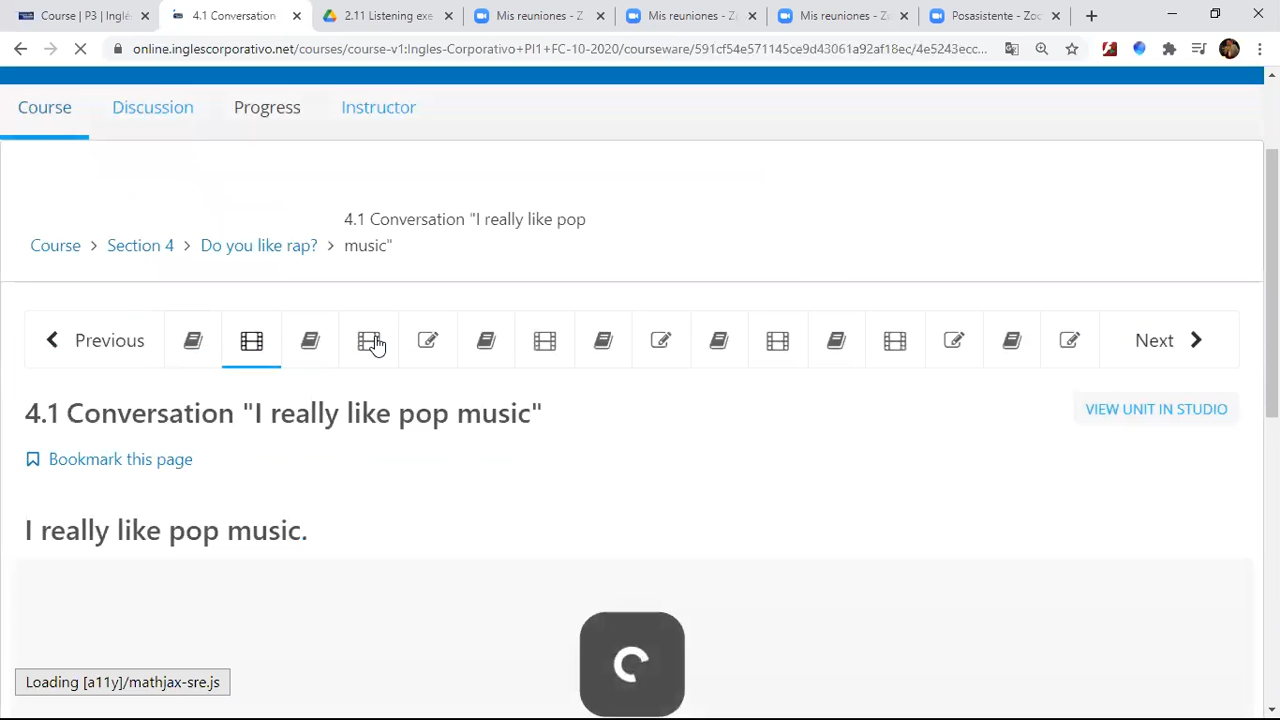 Course | P3 | Inglé
4.1 Conversation
2.11 Listening exe
Mis reuniones - Z
Mis reuniones - Z
Mis reuniones - Z
Posasistente - Zoo
online.inglescorporativo.net/courses/course-v1:Ingles-Corporativo+PI1+FC-10-2020/courseware/591cf54e571145ce9d43061a92af18ec/4e5243ecc...
Course
Discussion
Progress
Instructor
Course > Section 4 > Do you like rap? > 4.1 Conversation "I really like pop
music"
Previous
Next
4.1 Conversation "I really like pop music"
VIEW UNIT IN STUDIO
Bookmark this page
I really like pop music.
Loading [a11y]/mathjax-sre.js